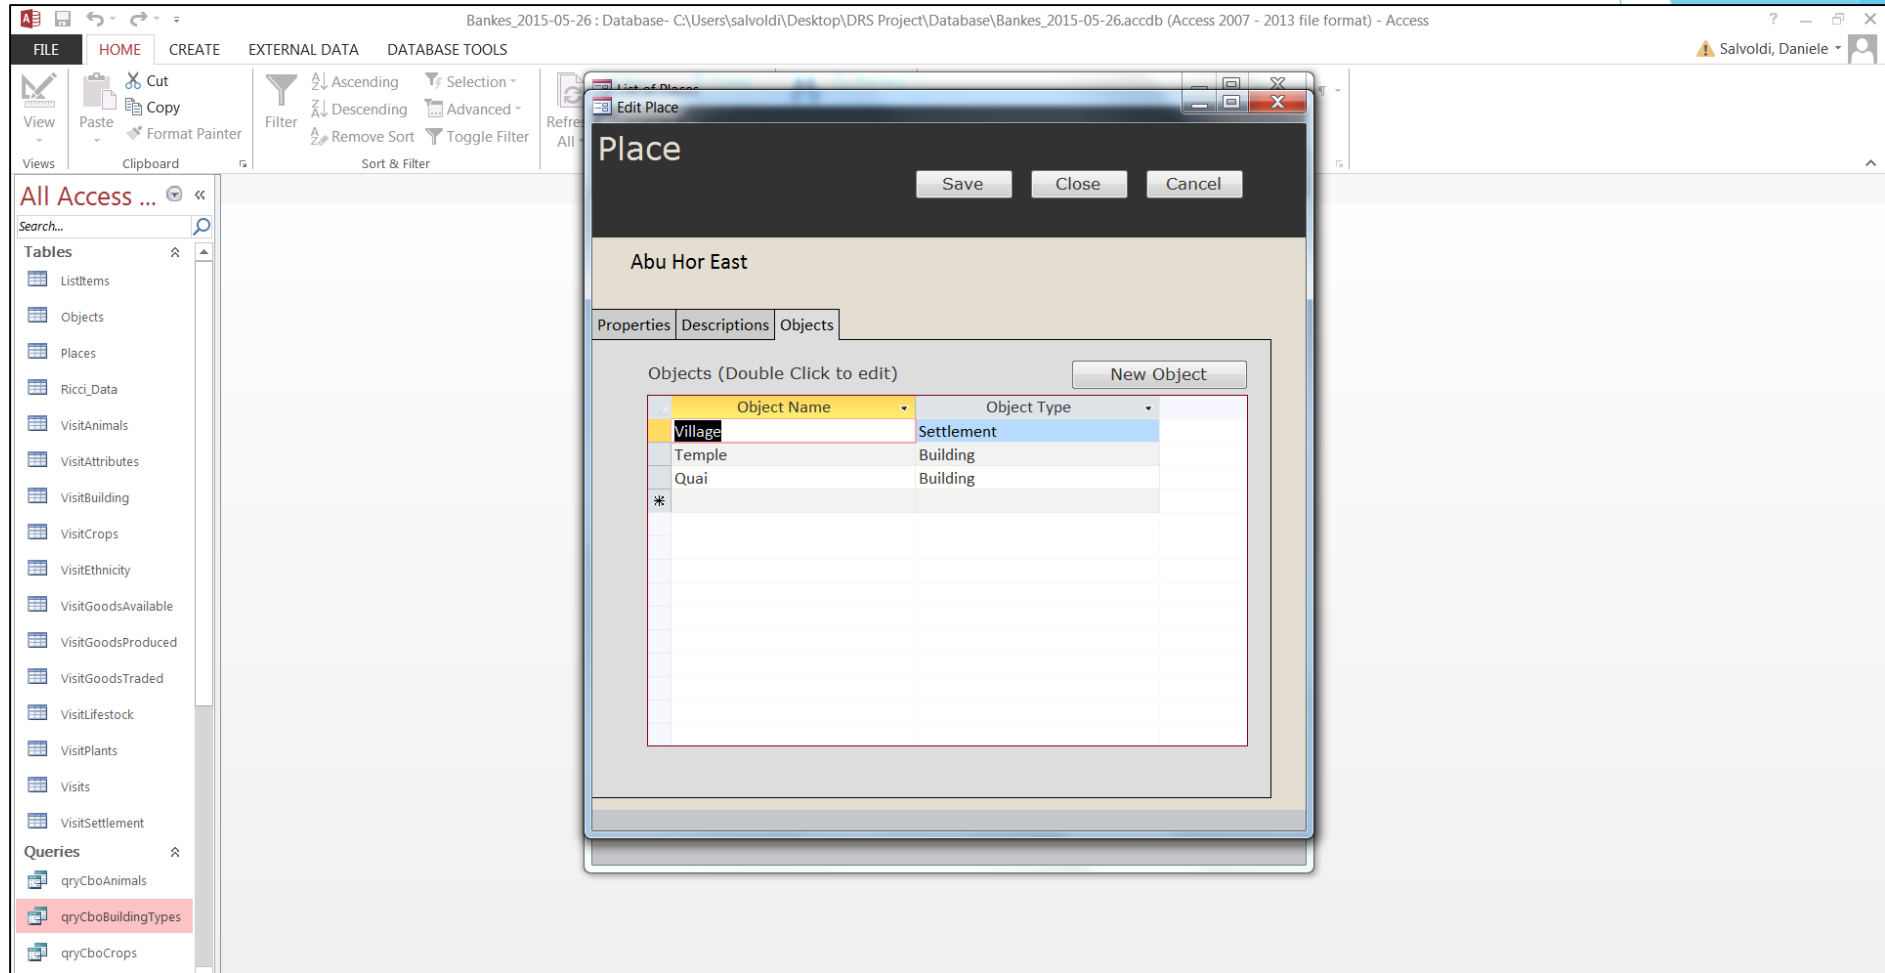 Bankes_2015-05-26 : Database- C:\Users\salvoldi\Desktop\DRS Project\Database\Bankes_2015-05-26.accdb (Access 2007 - 2013 file format) - Access
FILE HOME CREATE EXTERNAL DATA DATABASE TOOLS
Salvoldi, Daniele
View
Paste
Cut
Copy
Format Painter
Filter
Ascending
Descending
Remove Sort
Selection
Advanced
Toggle Filter
All
Views
Clipboard
Sort & Filter
List of Places
Edit Place
Place
Save Close Cancel
Abu Hor East
Properties Descriptions Objects
Objects (Double Click to edit) New Object
Object Name Object Type
Village Settlement
Temple Building
Quai Building
All Access ...
Search...
Tables
ListItems
Objects
Places
Ricci_Data
VisitAnimals
VisitAttributes
VisitBuilding
VisitCrops
VisitEthnicity
VisitGoodsAvailable
VisitGoodsProduced
VisitGoodsTraded
VisitLifestock
VisitPlants
Visits
VisitSettlement
Queries
qryCboAnimals
qryCboBuildingTypes
qryCboCrops